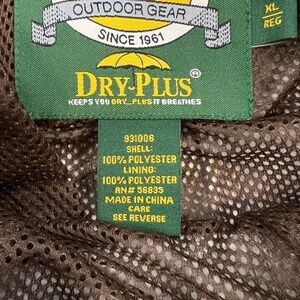 OUTDOOR GEAR
SINCE 1961
XL
REG
DRY-PLUS®
KEEPS YOU DRY...PLUS IT BREATHES
931006
SHELL:
100% POLYESTER
LINING:
100% POLYESTER
RN# 56835
MADE IN CHINA
CARE
SEE REVERSE